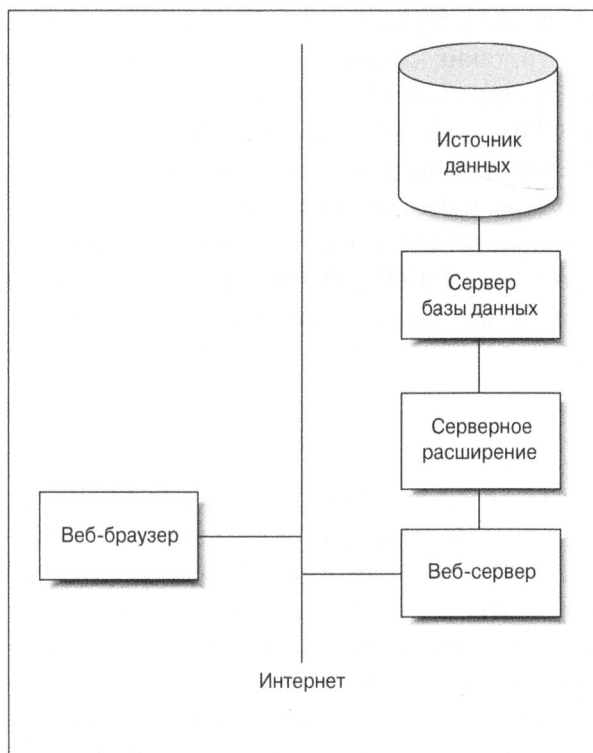 Источник
данных
Сервер
базы данных
Серверное
расширение
Веб-браузер
Веб-сервер
Интернет